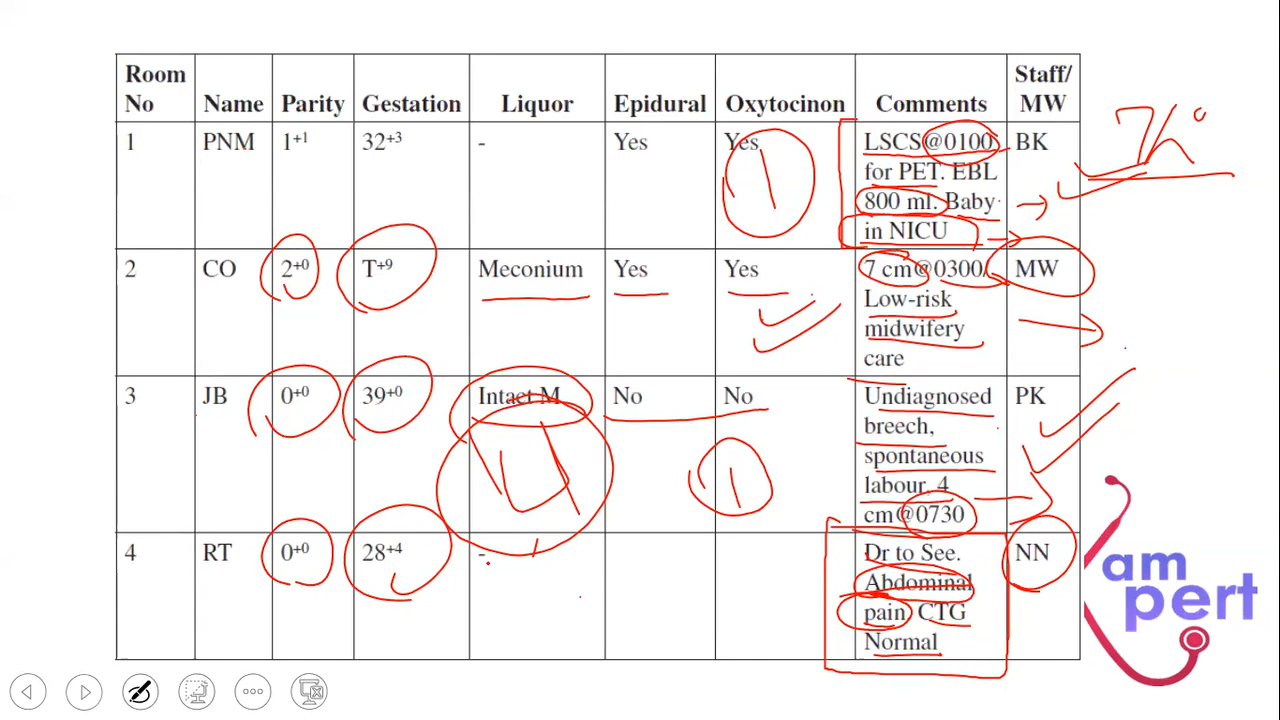 Room No Name Parity Gestation Liquor Epidural Oxytocinon Comments Staff/ MW
1 PNM 1+1 32+3 - Yes Yes LSCS@0100 BK
for PET. EBL
800 ml. Baby
in NICU
2 CO 2+0 T+9 Meconium Yes Yes 7 cm@0300/ MW
Low-risk
midwifery
care
3 JB 0+0 39+0 Intact M No No Undiagnosed PK
breech,
spontaneous
labour, 4
cm@0730
4 RT 0+0 28+4 - Dr to See. NN
Abdominal
pain. CTG
Normal
am
pert